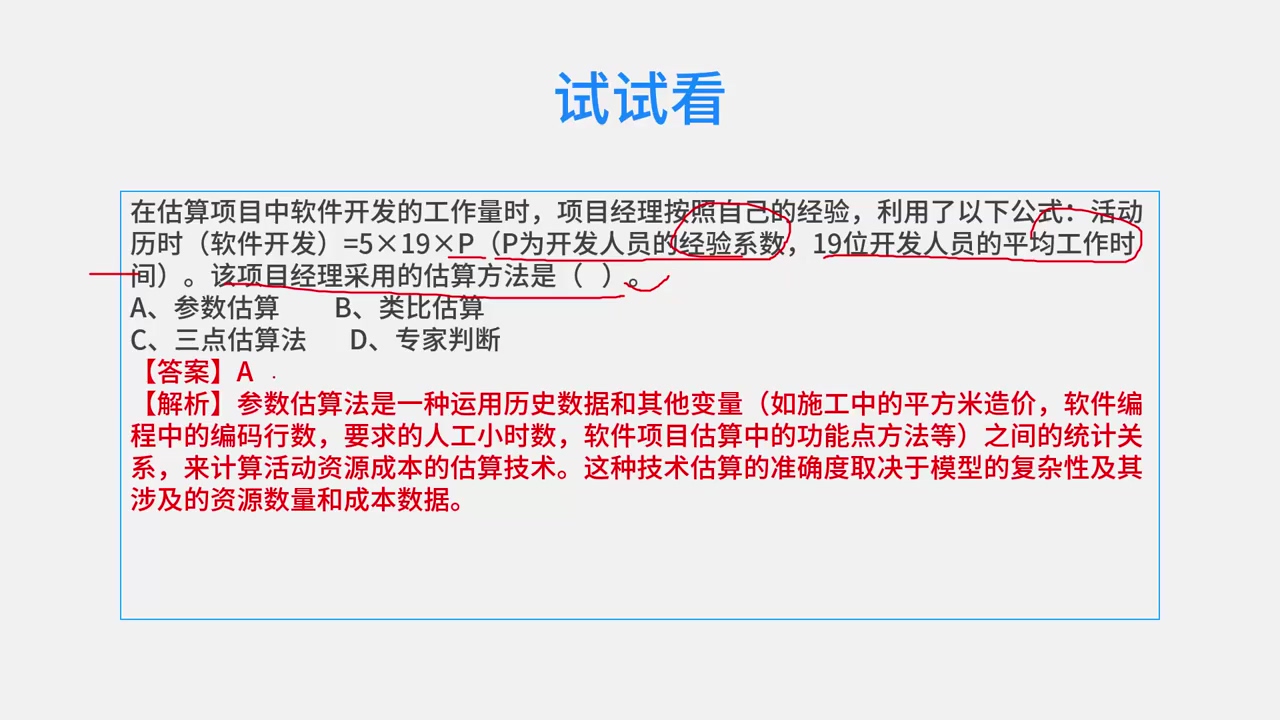 试试看
在估算项目中软件开发的工作量时，项目经理按照自己的经验，利用了以下公式：活动
历时（软件开发）=5×19×P（P为开发人员的经验系数，19位开发人员的平均工作时
间）。该项目经理采用的估算方法是（ ）。
A、参数估算 B、类比估算
C、三点估算法 D、专家判断
【答案】A
【解析】参数估算法是一种运用历史数据和其他变量（如施工中的平方米造价，软件编
程中的编码行数，要求的人工小时数，软件项目估算中的功能点方法等）之间的统计关
系，来计算活动资源成本的估算技术。这种技术估算的准确度取决于模型的复杂性及其
涉及的资源数量和成本数据。